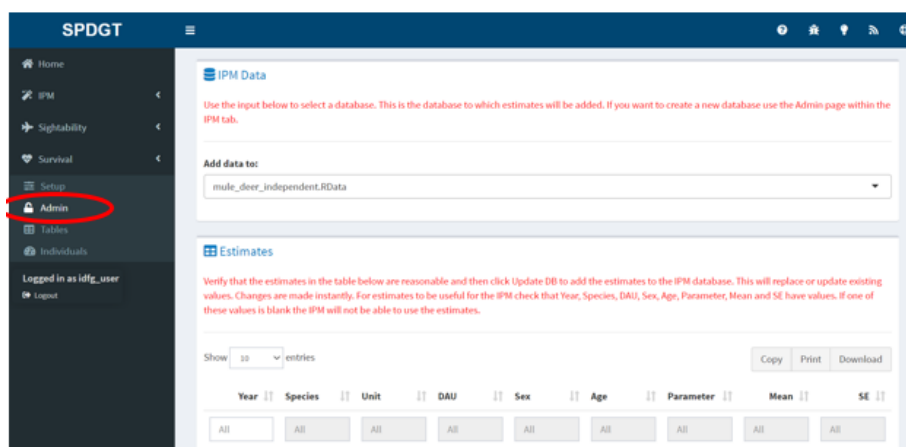 SPDGT
Home
IPM
Sightability
Survival
Setup
Admin
Tables
Individuals
Logged in as idfg_user
Logout
IPM Data
Use the input below to select a database. This is the database to which estimates will be added. If you want to create a new database use the Admin page within the
IPM tab.
Add data to:
mule_deer_independent.RData
Estimates
Verify that the estimates in the table below are reasonable and then click Update DB to add the estimates to the IPM database. This will replace or update existing
values. Changes are made instantly. For estimates to be useful for the IPM check that Year, Species, DAU, Sex, Age, Parameter, Mean and SE have values. If one of
these values is blank the IPM will not be able to use the estimates.
Show 10 entries
Copy Print Download
Year Species Unit DAU Sex Age Parameter Mean SE
All All All All All All All All All